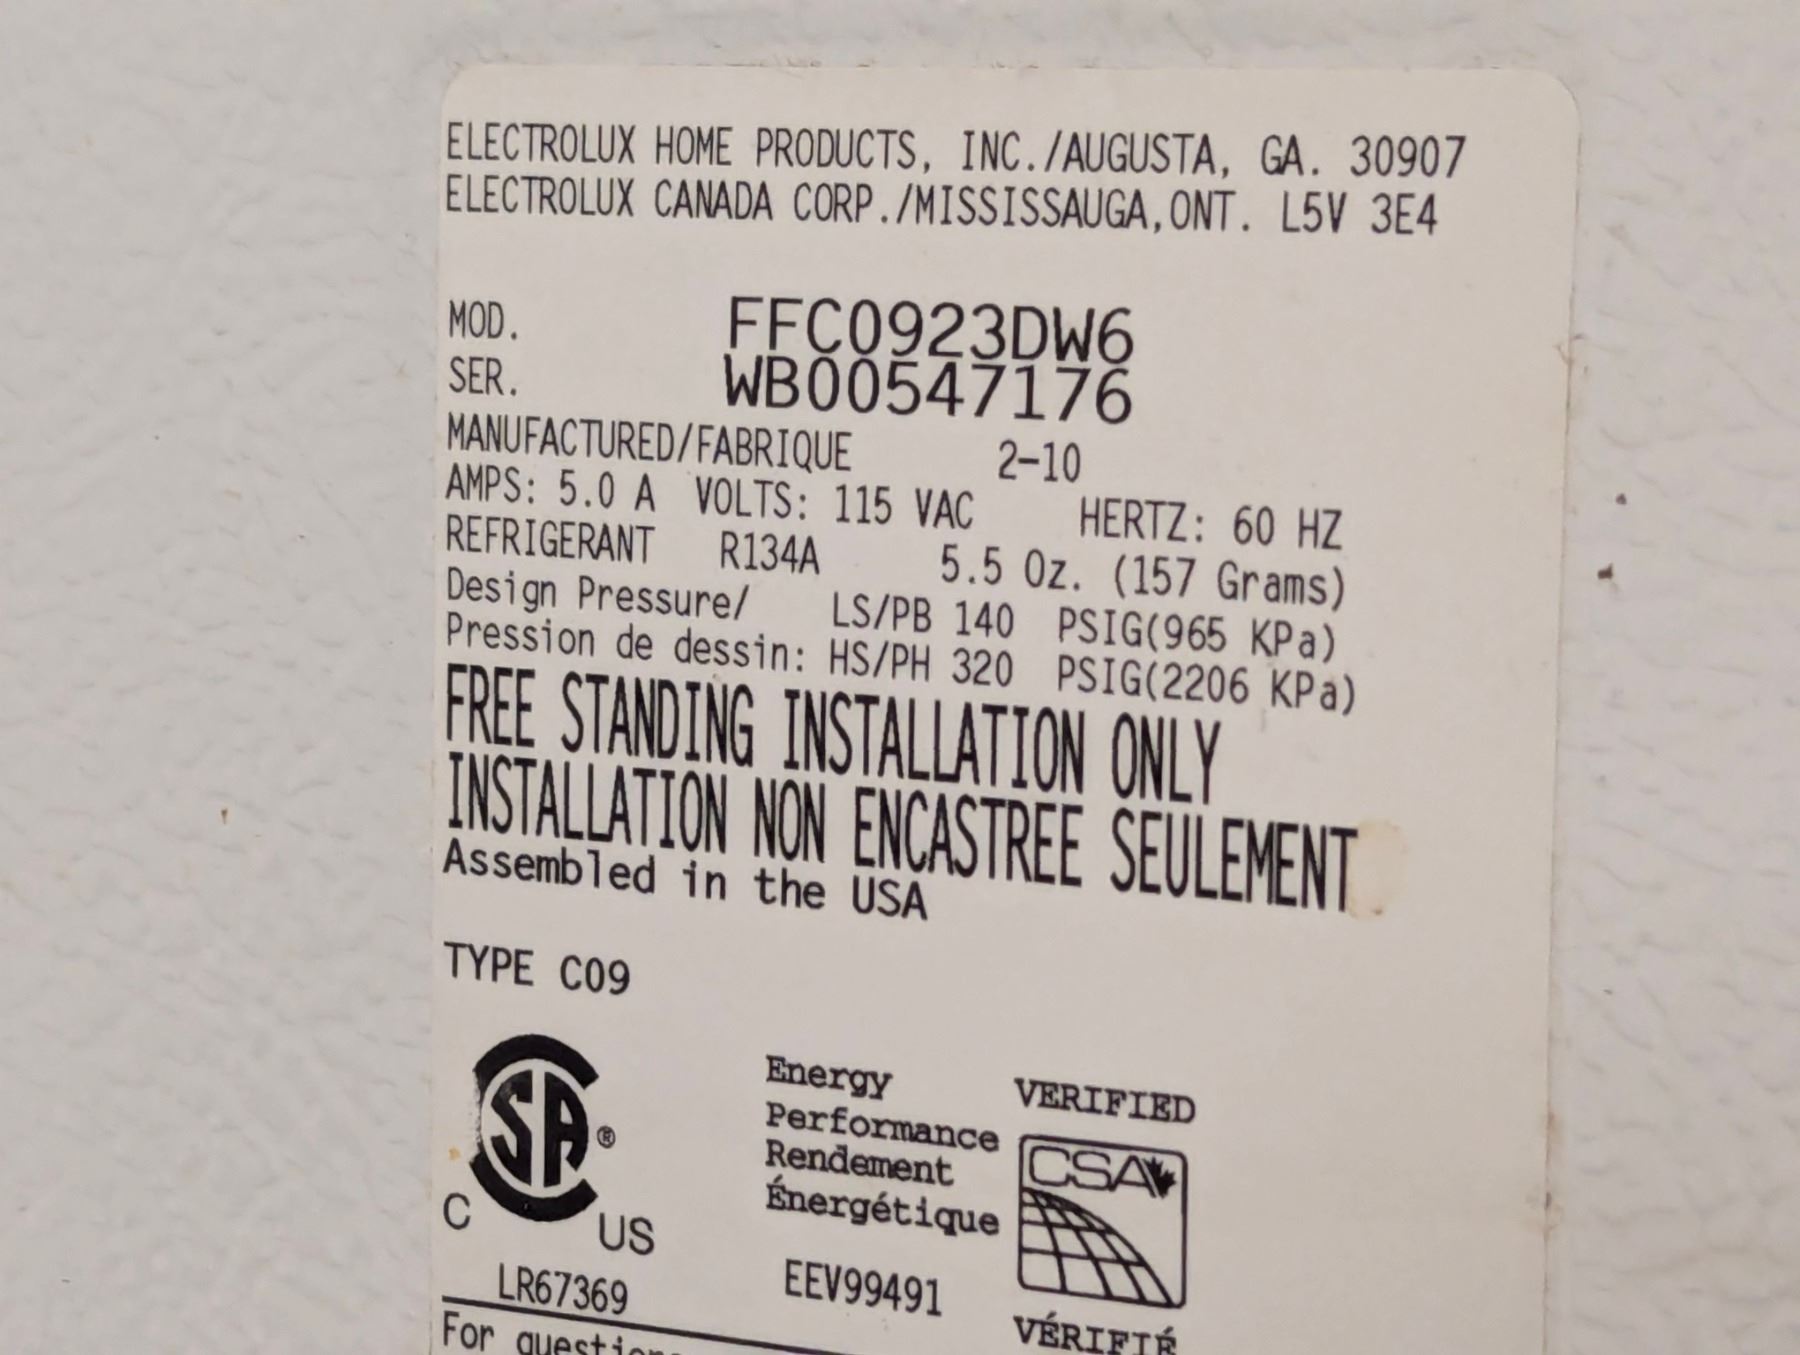 ELECTROLUX HOME PRODUCTS, INC./AUGUSTA, GA. 30907
ELECTROLUX CANADA CORP./MISSISSAUGA,ONT. L5V 3E4
MOD. FFC0923DW6
SER. WB00547176
MANUFACTURED/FABRIQUE 2-10
AMPS: 5.0 A VOLTS: 115 VAC HERTZ: 60 HZ
REFRIGERANT R134A 5.5 Oz. (157 Grams)
Design Pressure/ LS/PB 140 PSIG(965 KPa)
Pression de dessin: HS/PH 320 PSIG(2206 KPa)
FREE STANDING INSTALLATION ONLY
INSTALLATION NON ENCASTREE SEULEMENT
Assembled in the USA
TYPE C09
SA®
C US
LR67369
Energy
Performance
Rendement
Énergétique
EEV99491
VERIFIED
CSA
VÉRIFIÉ
For